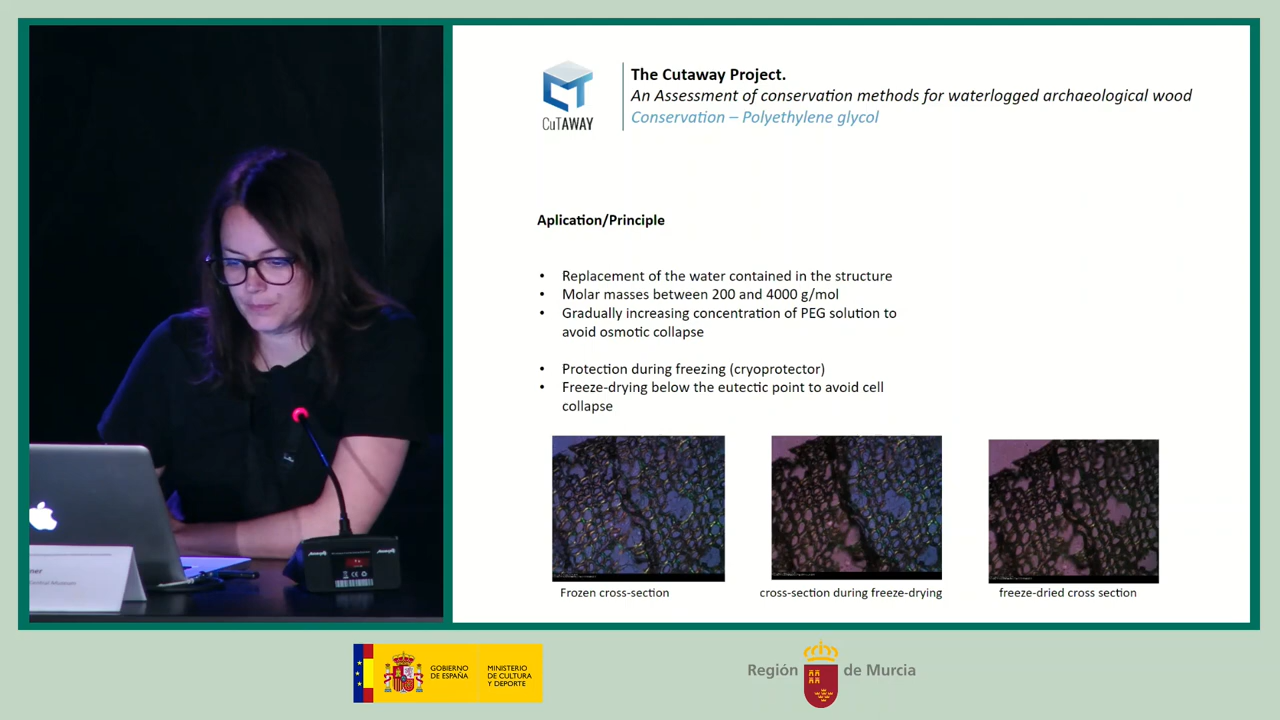 The Cutaway Project.
An Assessment of conservation methods for waterlogged archaeological wood
Conservation – Polyethylene glycol
CT
CuTAWAY
Aplication/Principle
• Replacement of the water contained in the structure
• Molar masses between 200 and 4000 g/mol
• Gradually increasing concentration of PEG solution to
avoid osmotic collapse
• Protection during freezing (cryoprotector)
• Freeze-drying below the eutectic point to avoid cell
collapse
Frozen cross-section
cross-section during freeze-drying
freeze-dried cross section
GOBIERNO
DE ESPAÑA
MINISTERIO
DE CULTURA
Y DEPORTE
Región de Murcia